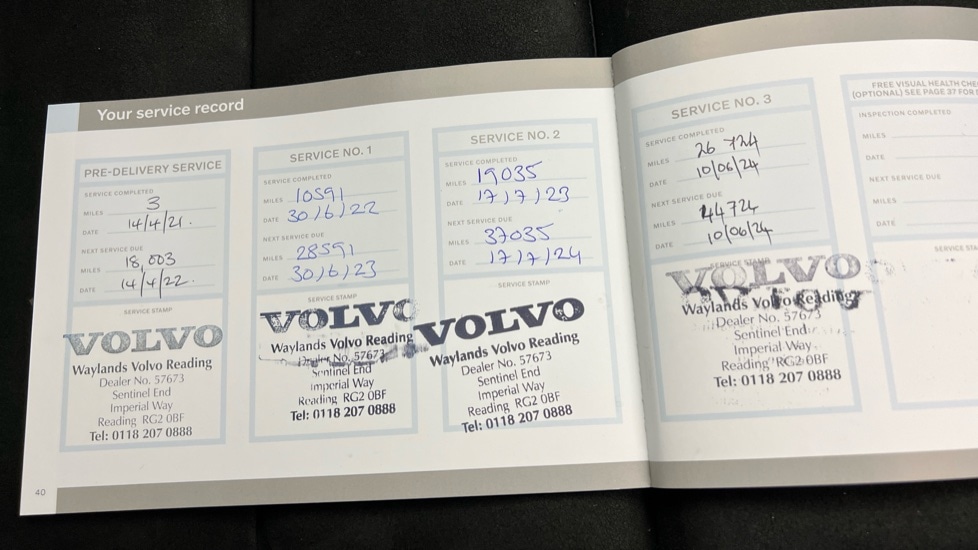 Your service record
PRE-DELIVERY SERVICE
SERVICE COMPLETED
MILES 3
DATE 14/4/21.
NEXT SERVICE DUE
MILES 18,003
DATE 14/4/22.
SERVICE STAMP
VOLVO
Waylands Volvo Reading
Dealer No. 57673
Sentinel End
Imperial Way
Reading RG2 0BF
Tel: 0118 207 0888
40
SERVICE NO. 1
SERVICE COMPLETED
MILES 10591
DATE 30/6/22
NEXT SERVICE DUE
MILES 28591
DATE 30/6/23
SERVICE STAMP
VOLVO
Waylands Volvo Reading
Dealer No. 57673
Sentinel End
Imperial Way
Reading RG2 0BF
Tel: 0118 207 0888
SERVICE NO. 2
SERVICE COMPLETED
MILES 19035
DATE 17/7/23
NEXT SERVICE DUE
MILES 37035
DATE 17/7/24
SERVICE STAMP
VOLVO
Waylands Volvo Reading
Dealer No. 57673
Sentinel End
Imperial Way
Reading RG2 0BF
Tel: 0118 207 0888
SERVICE NO. 3
SERVICE COMPLETED
MILES 26 724
DATE 10/06/24
NEXT SERVICE DUE
MILES 44724
DATE 10/06/24
SERVICE STAMP
VOLVO
Waylands Volvo Reading
Dealer No. 57673
Sentinel End
Imperial Way
Reading RG2 0BF
Tel: 0118 207 0888
FREE VISUAL HEALTH CHE
(OPTIONAL) SEE PAGE 37 FOR
INSPECTION COMPLETED
MILES
DATE
NEXT SERVICE DUE
MILES
DATE
SERVICE STA